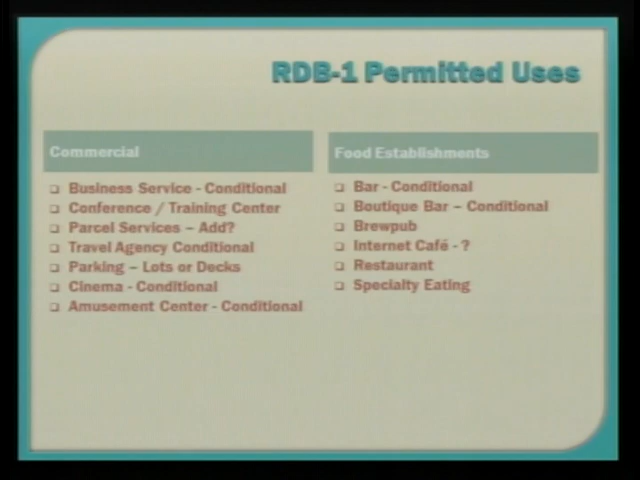 RDB-1 Permitted Uses
Commercial
Business Service - Conditional
Conference / Training Center
Parcel Services – Add?
Travel Agency Conditional
Parking – Lots or Decks
Cinema - Conditional
Amusement Center - Conditional
Food Establishments
Bar - Conditional
Boutique Bar – Conditional
Brewpub
Internet Café - ?
Restaurant
Specialty Eating